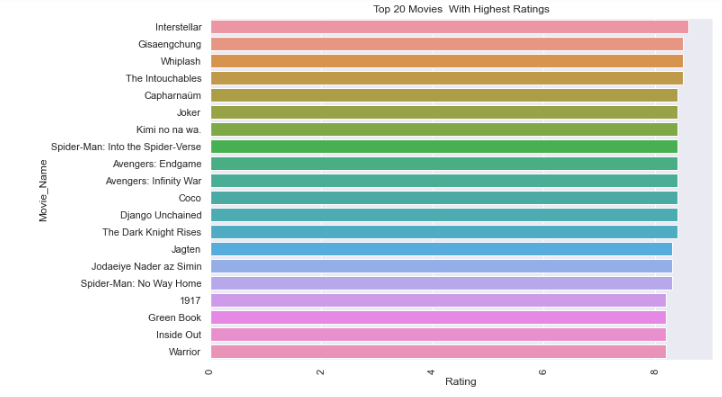 Top 20 Movies  With Highest Ratings
Interstellar
Gisaengchung
Whiplash
The Intouchables
Capharnaüm
Joker
Kimi no na wa.
Spider-Man: Into the Spider-Verse
Avengers: Endgame
Avengers: Infinity War
Coco
Django Unchained
The Dark Knight Rises
Jagten
Jodaeiye Nader az Simin
Spider-Man: No Way Home
1917
Green Book
Inside Out
Warrior
Movie_Name
0 2 4 6 8
Rating